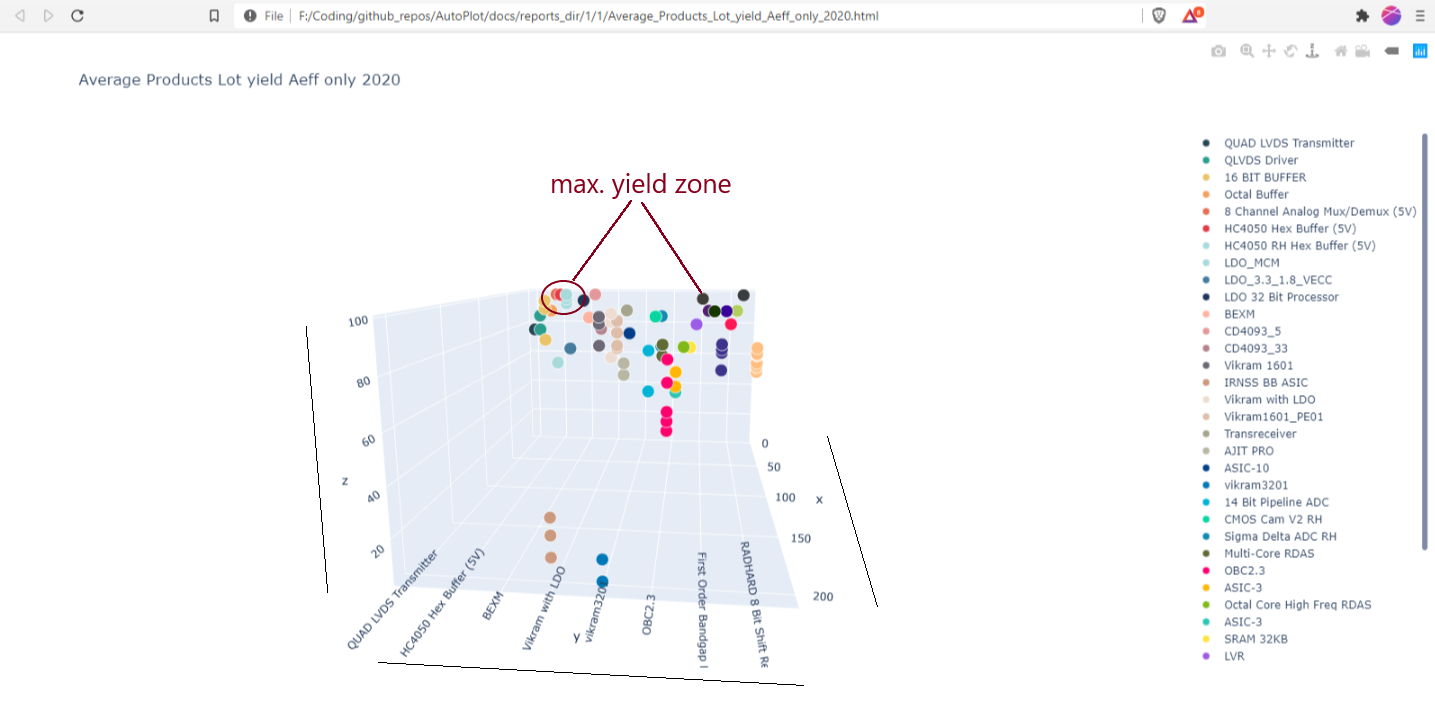 File F:/Coding/github_repos/AutoPlot/docs/reports_dir/1/1/Average_Products_Lot_yield_Aeff_only_2020.html
8
Average Products Lot yield Aeff only 2020
max. yield zone
100
80
60
40
20
z
0
50
100
150
200
x
QUAD LVDS Transmitter
HC4050 Hex Buffer (5V)
BEXM
Vikram with LDO
vikram320
OBC2.3
First Order Bandgap
RADHARD 8 Bit Shift Re
y
QUAD LVDS Transmitter
QLVDS Driver
16 BIT BUFFER
Octal Buffer
8 Channel Analog Mux/Demux (5V)
HC4050 Hex Buffer (5V)
HC4050 RH Hex Buffer (5V)
LDO_MCM
LDO_3.3_1.8_VECC
LDO 32 Bit Processor
BEXM
CD4093_5
CD4093_33
Vikram 1601
IRNSS BB ASIC
Vikram with LDO
Vikram1601_PE01
Transreceiver
AJIT PRO
ASIC-10
vikram3201
14 Bit Pipeline ADC
CMOS Cam V2 RH
Sigma Delta ADC RH
Multi-Core RDAS
OBC2.3
ASIC-3
Octal Core High Freq RDAS
ASIC-3
SRAM 32KB
LVR